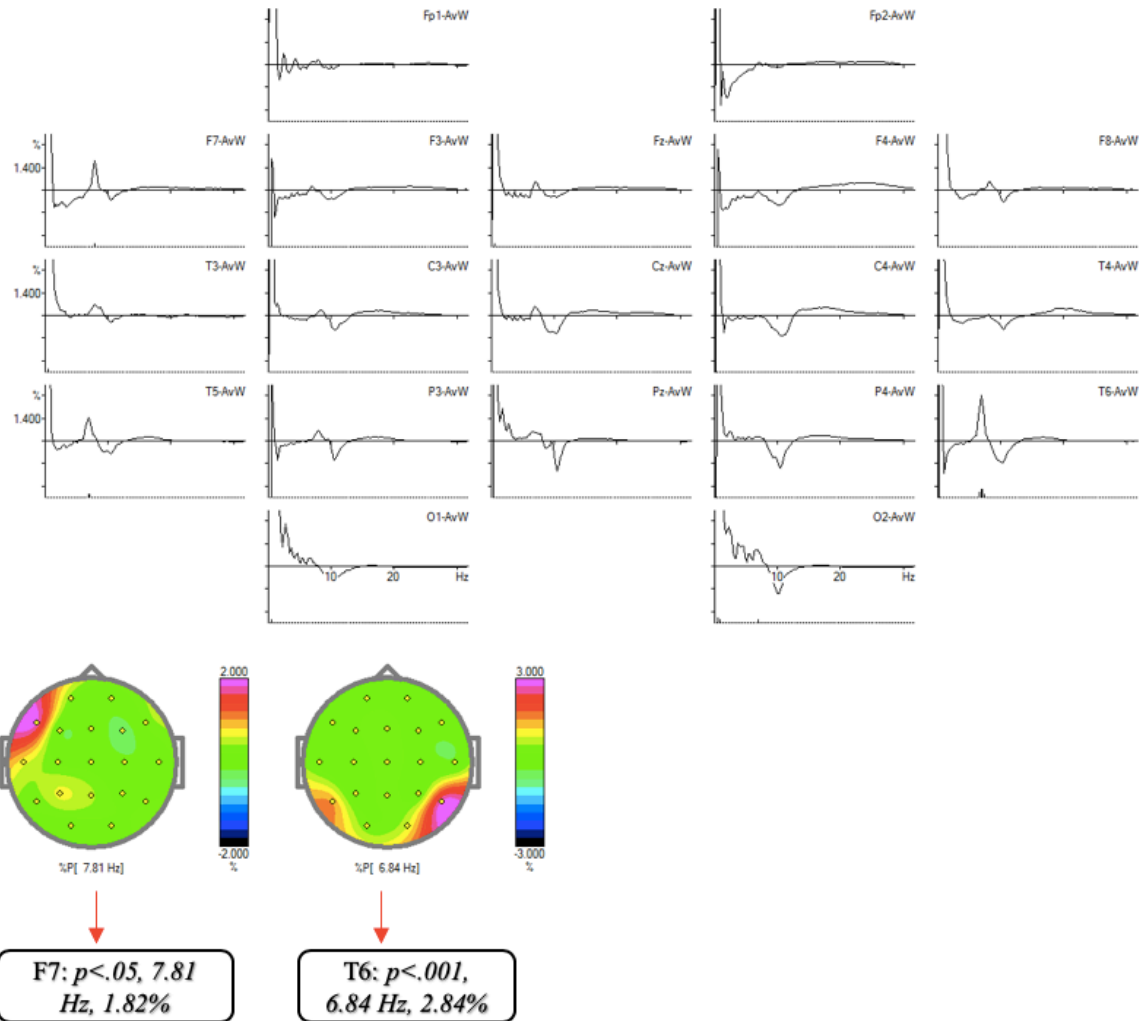 Fp1-AvW
Fp2-AvW
%
1.400
F7-AvW
F3-AvW
Fz-AvW
F4-AvW
F8-AvW
%
1.400
T3-AvW
C3-AvW
Cz-AvW
C4-AvW
T4-AvW
%
1.400
T5-AvW
P3-AvW
Pz-AvW
P4-AvW
T6-AvW
O1-AvW
10
20
Hz
O2-AvW
10
20
Hz
2.000
-2.000
%
%P[ 7.81 Hz]
3.000
-3.000
%
%P[ 6.84 Hz]
F7: p<.05, 7.81
Hz, 1.82%
T6: p<.001,
6.84 Hz, 2.84%